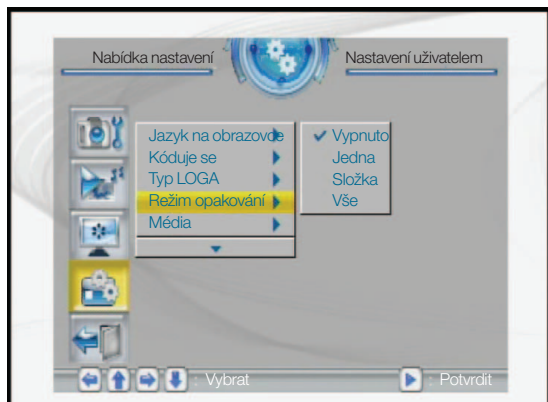 Nabídka nastavení
Nastavení uživatelem
Jazyk na obrazovce
Kóduje se
Typ LOGA
Režim opakování
Média
Vypnuto
Jedna
Složka
Vše
: Vybrat
: Potvrdit